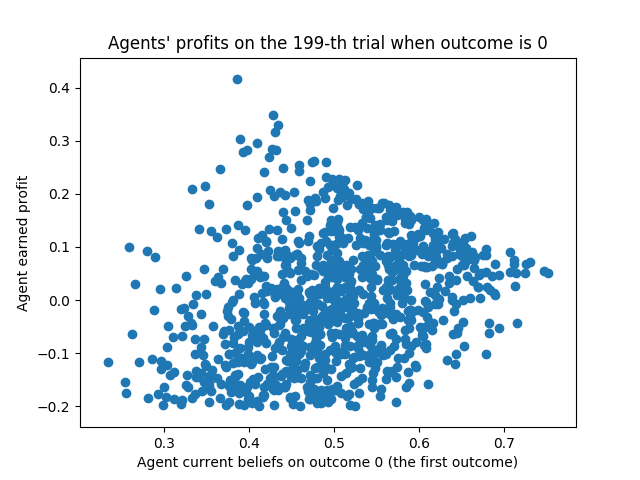 Agents' profits on the 199-th trial when outcome is 0
0.4
0.3
0.2
0.1
0.0
−0.1
−0.2
Agent earned profit
0.3 0.4 0.5 0.6 0.7
Agent current beliefs on outcome 0 (the first outcome)